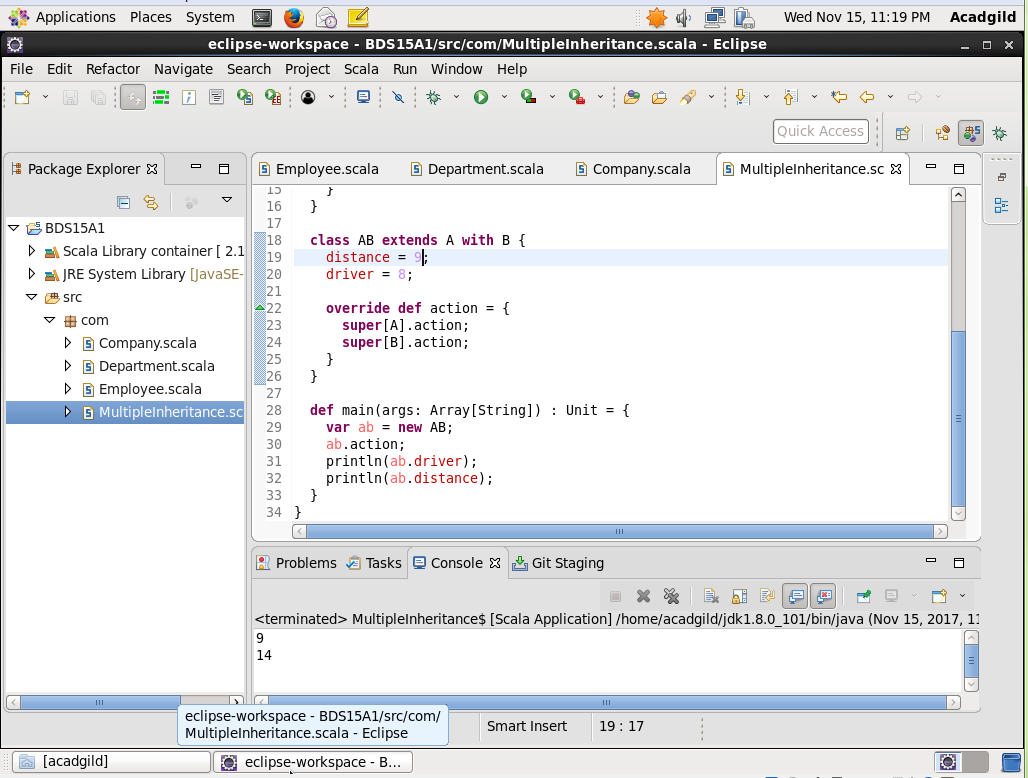 Applications Places System Wed Nov 15, 11:19 PM Acadgild
eclipse-workspace - BDS15A1/src/com/MultipleInheritance.scala - Eclipse
File Edit Refactor Navigate Search Project Scala Run Window Help
Quick Access
Package Explorer
BDS15A1
Scala Library container [ 2.1
JRE System Library [JavaSE-
src
com
Company.scala
Department.scala
Employee.scala
MultipleInheritance.sc
Employee.scala Department.scala Company.scala MultipleInheritance.sc
15 }
16 }
17
18 class AB extends A with B {
19 distance = 9;
20 driver = 8;
21
22 override def action = {
23 super[A].action;
24 super[B].action;
25 }
26 }
27
28 def main(args: Array[String]) : Unit = {
29 var ab = new AB;
30 ab.action;
31 println(ab.driver);
32 println(ab.distance);
33 }
34 }
Problems Tasks Console Git Staging
<terminated> MultipleInheritance$ [Scala Application] /home/acadgild/jdk1.8.0_101/bin/java (Nov 15, 2017, 11
9
14
eclipse-workspace - BDS15A1/src/com/
MultipleInheritance.scala - Eclipse
Smart Insert 19 : 17
[acadgild] eclipse-workspace - B...